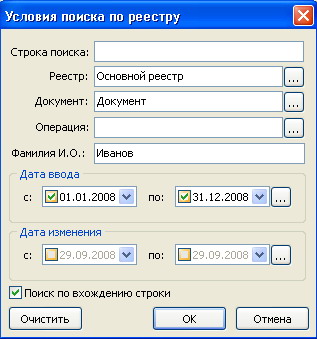 Условия поиска по реестру
Строка поиска:
Реестр: Основной реестр ...
Документ: Документ ...
Операция: ...
Фамилия И.О.: Иванов
Дата ввода
с: 01.01.2008 по: 31.12.2008 ...
Дата изменения
с: 29.09.2008 по: 29.09.2008 ...
Поиск по вхождению строки
Очистить OK Отмена